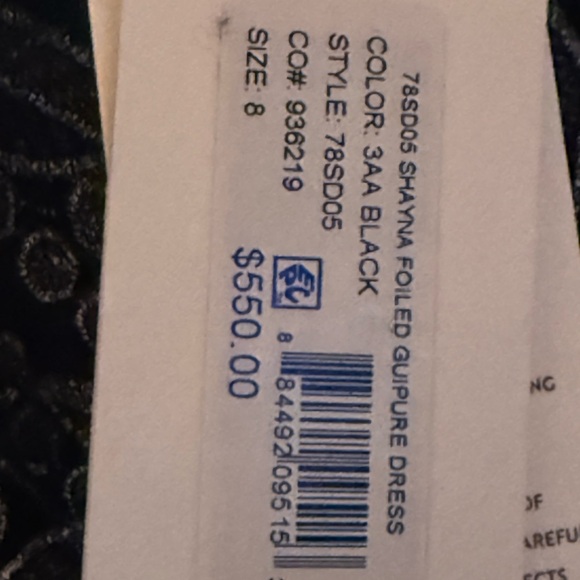 78SD05 SHAYNA FOILED GUIPURE DRESS
COLOR: 3AA BLACK
STYLE: 78SD05
CO#: 936219
SIZE: 8
$550.00
8 84492 09515
NG
OF
AREFU
ECTS